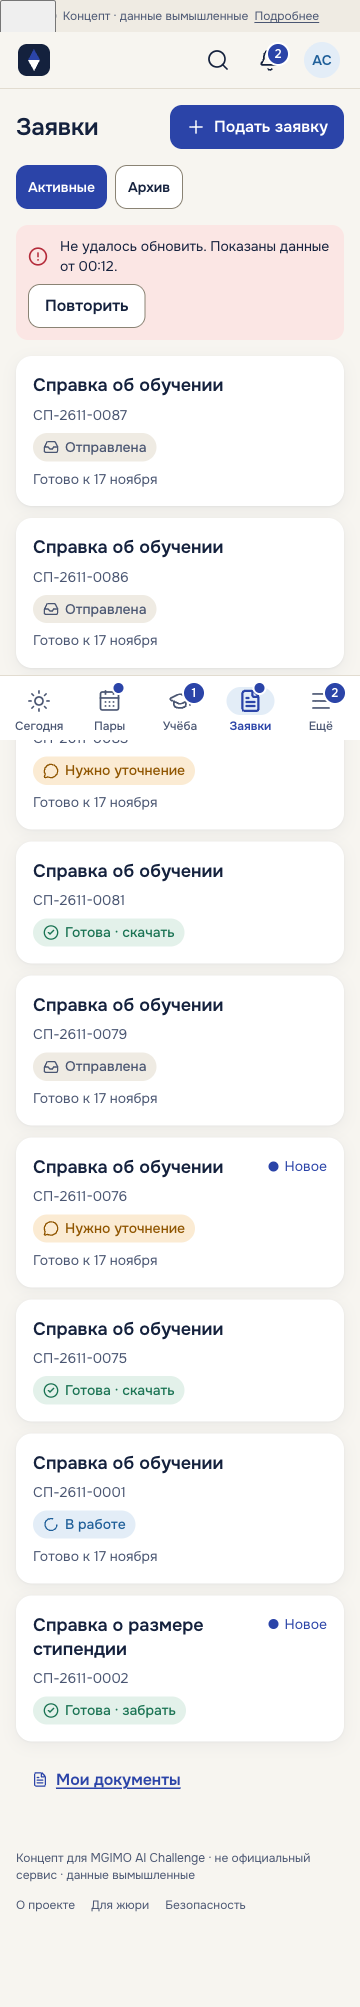 Концепт · данные вымышленные Подробнее
2
АС
Заявки
Подать заявку
Активные
Архив
Не удалось обновить. Показаны данные
от 00:12.
Повторить
Справка об обучении
СП-2611-0087
Отправлена
Готово к 17 ноября
Справка об обучении
СП-2611-0086
Отправлена
Готово к 17 ноября
1
2
Сегодня
Пары
Учёба
Заявки
Ещё
Нужно уточнение
Готово к 17 ноября
Справка об обучении
СП-2611-0081
Готова · скачать
Справка об обучении
СП-2611-0079
Отправлена
Готово к 17 ноября
Справка об обучении
Новое
СП-2611-0076
Нужно уточнение
Готово к 17 ноября
Справка об обучении
СП-2611-0075
Готова · скачать
Справка об обучении
СП-2611-0001
В работе
Готово к 17 ноября
Справка о размере
стипендии
Новое
СП-2611-0002
Готова · забрать
Мои документы
Концепт для MGIMO AI Challenge · не официальный
сервис · данные вымышленные
О проекте
Для жюри
Безопасность